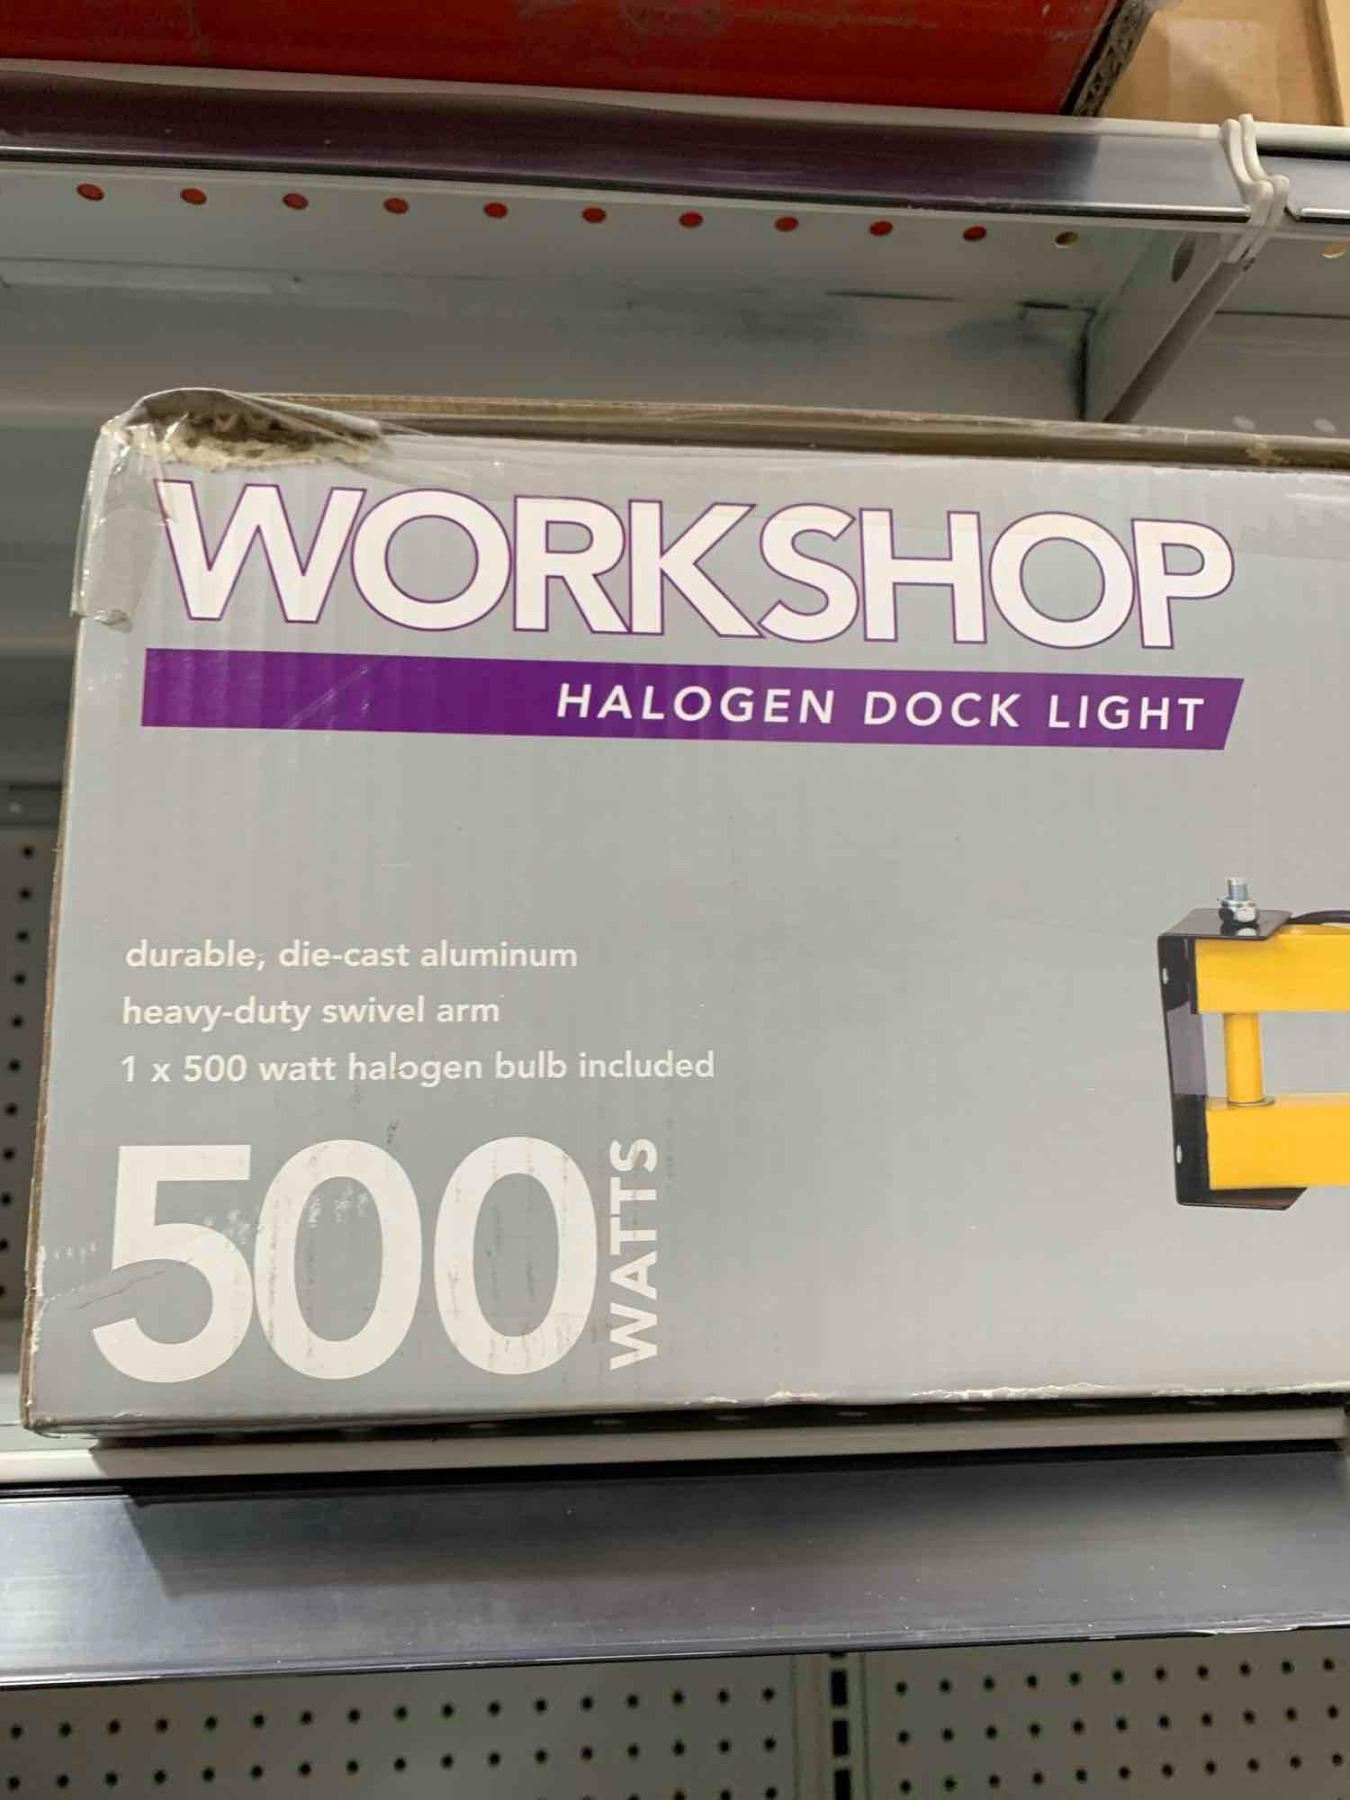 WORKSHOP
HALOGEN DOCK LIGHT
durable, die-cast aluminum
heavy-duty swivel arm
1 x 500 watt halogen bulb included
500 WATTS